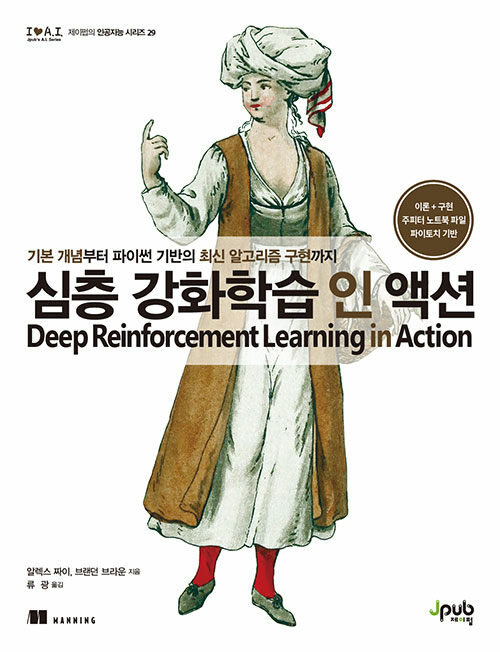 I ♥ A.I.
Jpub's A.I. Series
제이펍의 인공지능 시리즈 29
이론 + 구현
주피터 노트북 파일
파이토치 기반
기본 개념부터 파이썬 기반의 최신 알고리즘 구현까지
심층 강화학습 인 액션
Deep Reinforcement Learning in Action
알렉스 짜이, 브랜던 브라운 지음
류 광 옮김
MANNING
Jpub
제이펍